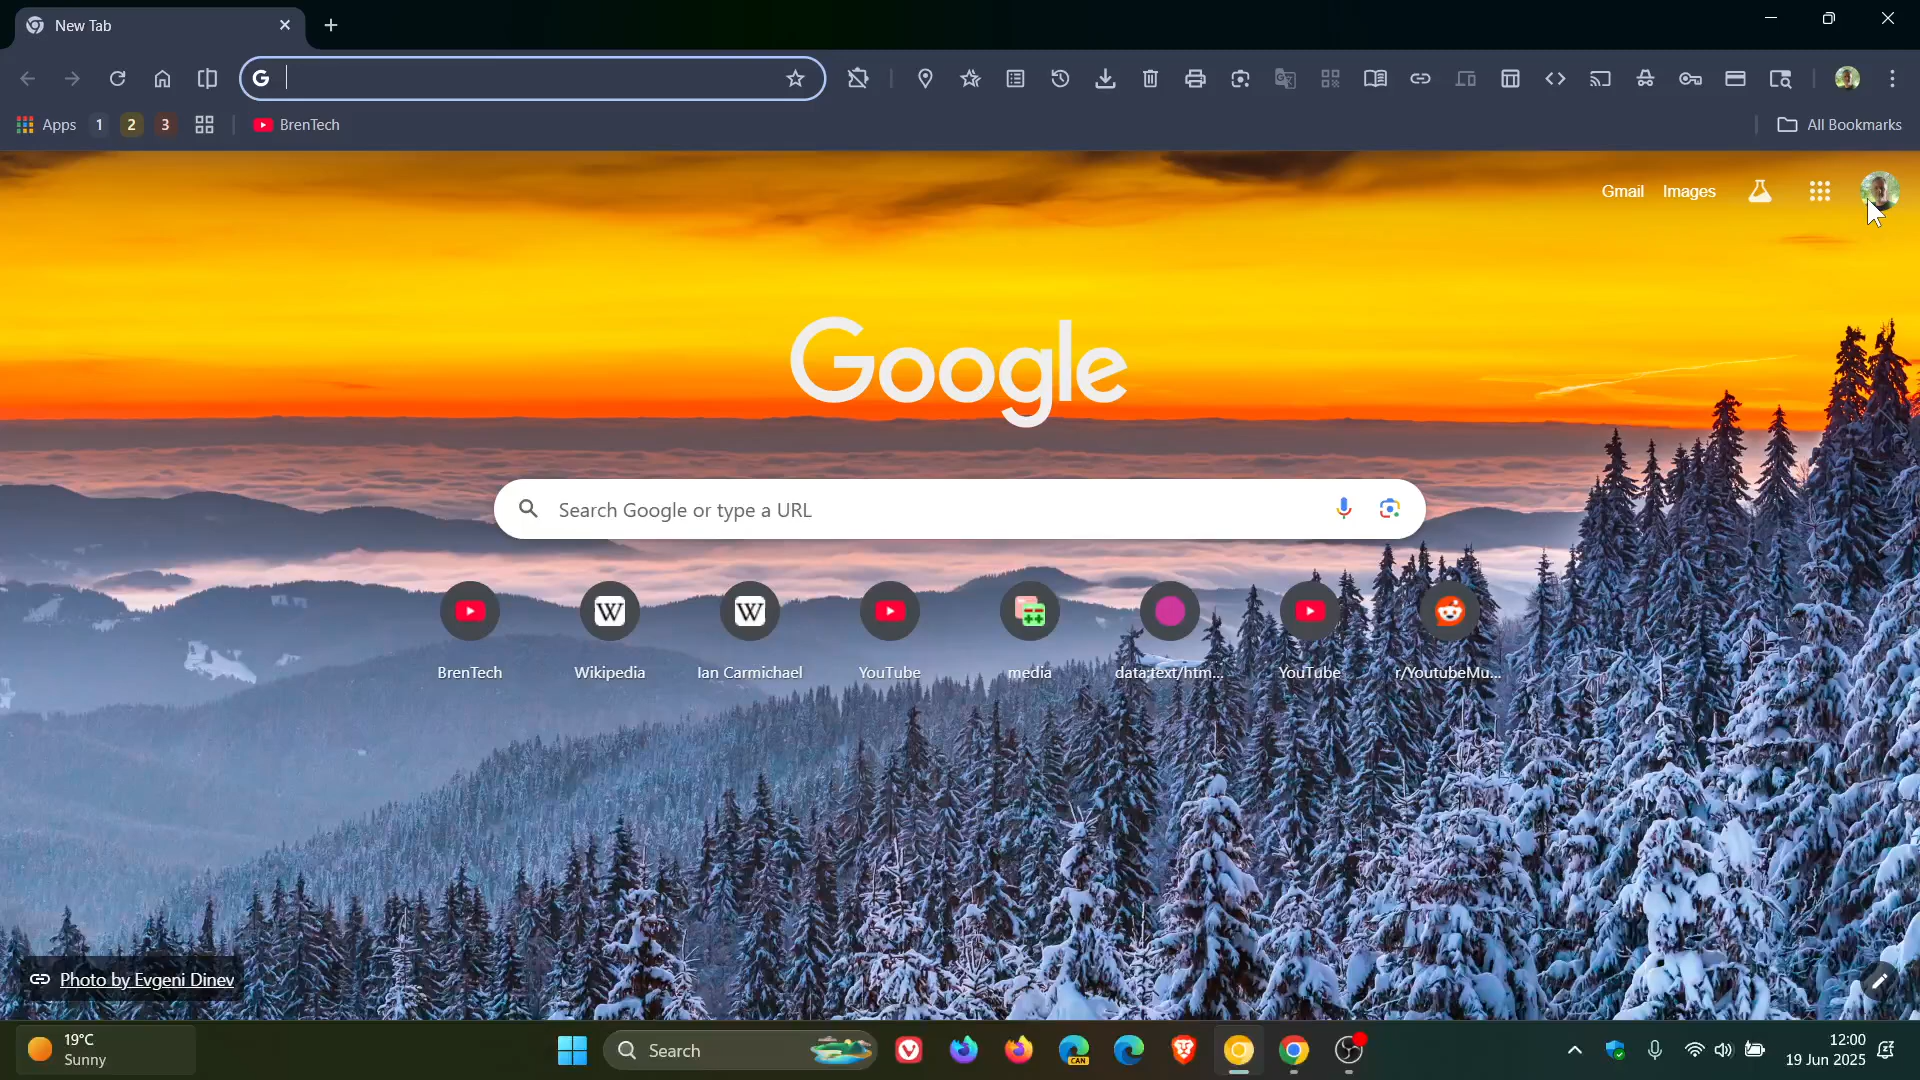 New Tab
Apps 1 2 3 BrenTech All Bookmarks
Gmail Images
Google
Search Google or type a URL
BrenTech Wikipedia Ian Carmichael YouTube media data:text/htm... YouTube r/YoutubeMu...
Photo by Evgeni Dinev
19°C
Sunny
Search
CAN
12:00
19 Jun 2025